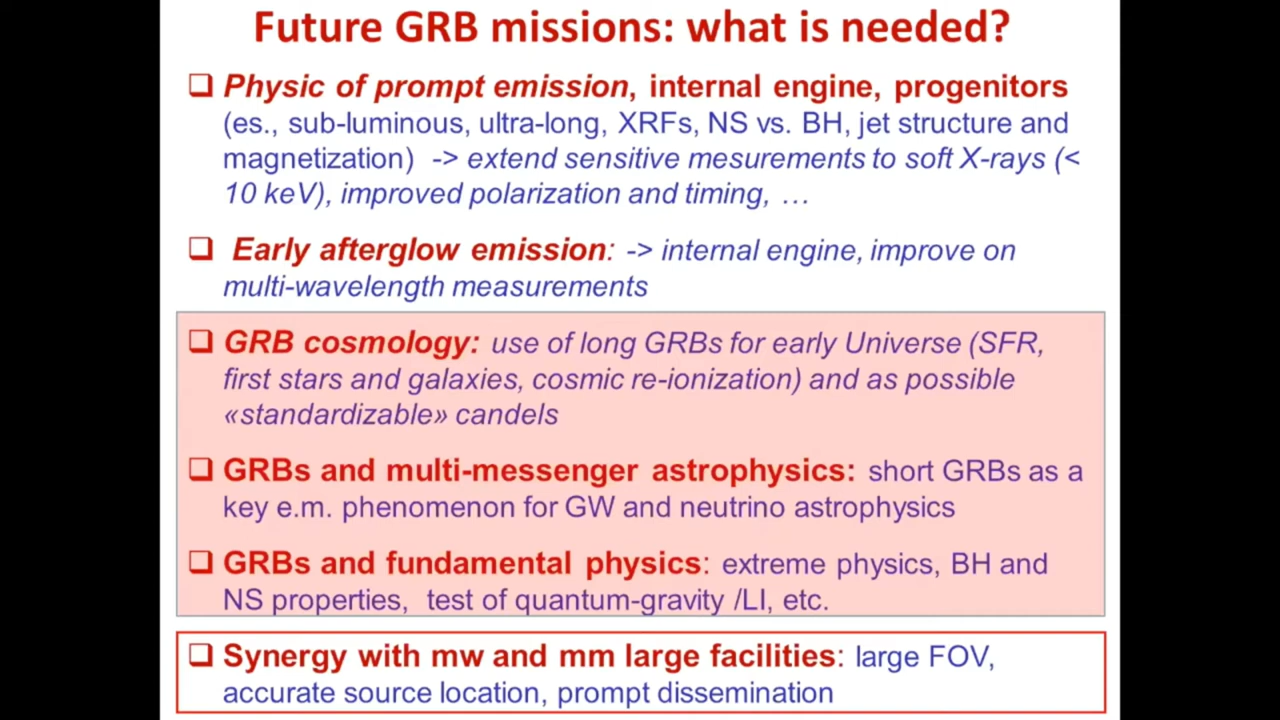 Future GRB missions: what is needed?
❑ Physic of prompt emission, internal engine, progenitors
(es., sub-luminous, ultra-long, XRFs, NS vs. BH, jet structure and
magnetization) -> extend sensitive mesurements to soft X-rays (<
10 keV), improved polarization and timing, …
❑ Early afterglow emission: -> internal engine, improve on
multi-wavelength measurements
❑ GRB cosmology: use of long GRBs for early Universe (SFR,
first stars and galaxies, cosmic re-ionization) and as possible
«standardizable» candels
❑ GRBs and multi-messenger astrophysics: short GRBs as a
key e.m. phenomenon for GW and neutrino astrophysics
❑ GRBs and fundamental physics: extreme physics, BH and
NS properties, test of quantum-gravity /LI, etc.
❑ Synergy with mw and mm large facilities: large FOV,
accurate source location, prompt dissemination